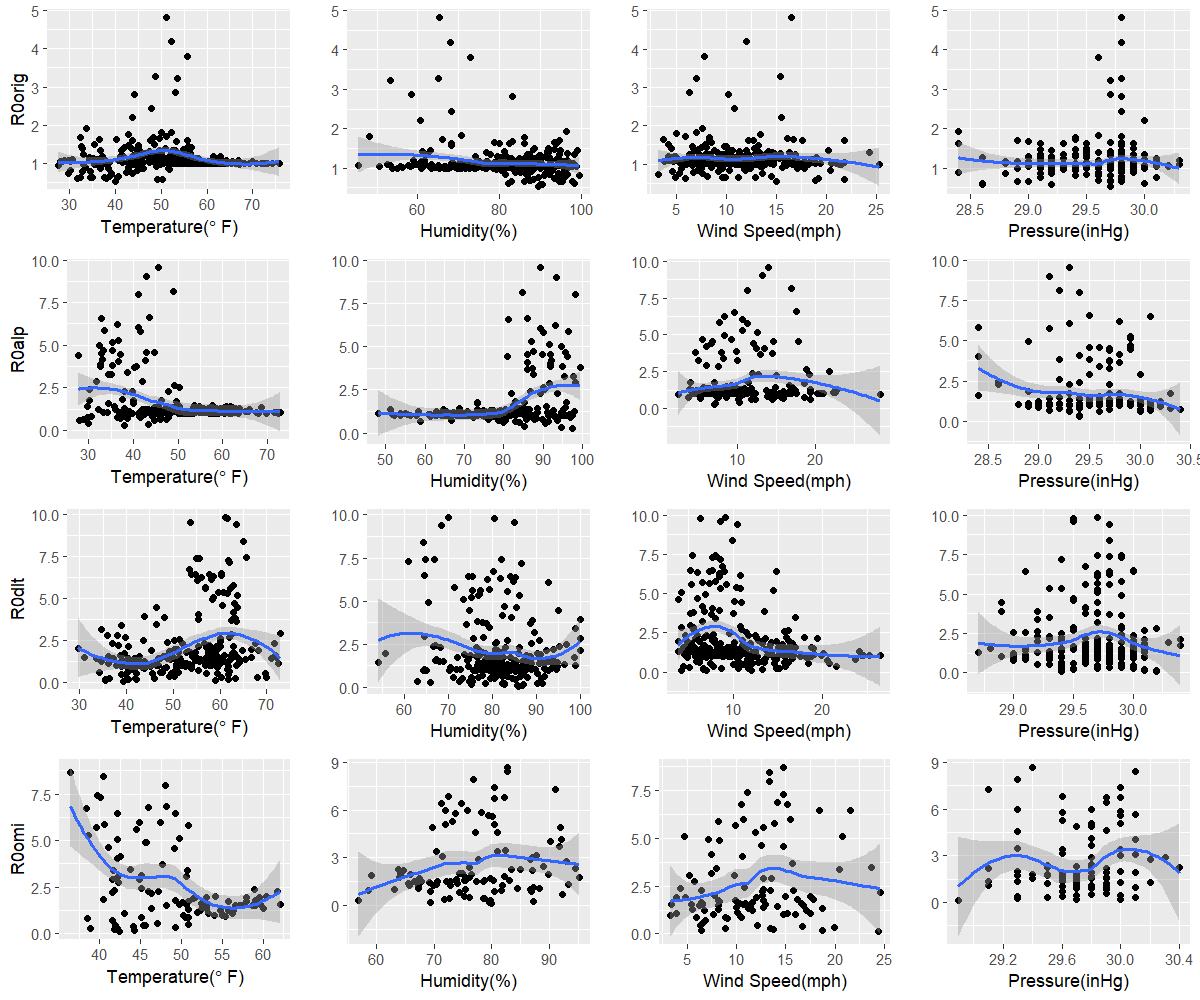 R0orig
5
4
3
2
1
30 40 50 60 70
Temperature(° F)
5
4
3
2
1
60 80 100
Humidity(%)
5
4
3
2
1
5 10 15 20 25
Wind Speed(mph)
5
4
3
2
1
28.5 29.0 29.5 30.0
Pressure(inHg)
R0alp
10.0
7.5
5.0
2.5
0.0
30 40 50 60 70
Temperature(° F)
10.0
7.5
5.0
2.5
0.0
50 60 70 80 90 100
Humidity(%)
10.0
7.5
5.0
2.5
0.0
10 20
Wind Speed(mph)
10.0
7.5
5.0
2.5
0.0
28.5 29.0 29.5 30.0 30.5
Pressure(inHg)
R0dlt
10.0
7.5
5.0
2.5
0.0
30 40 50 60 70
Temperature(° F)
10.0
7.5
5.0
2.5
0.0
60 70 80 90 100
Humidity(%)
10.0
7.5
5.0
2.5
0.0
10 20
Wind Speed(mph)
10.0
7.5
5.0
2.5
0.0
29.0 29.5 30.0
Pressure(inHg)
R0omi
7.5
5.0
2.5
0.0
40 45 50 55 60
Temperature(° F)
9
6
3
0
60 70 80 90
Humidity(%)
7.5
5.0
2.5
0.0
5 10 15 20 25
Wind Speed(mph)
9
6
3
0
29.2 29.6 30.0 30.4
Pressure(inHg)